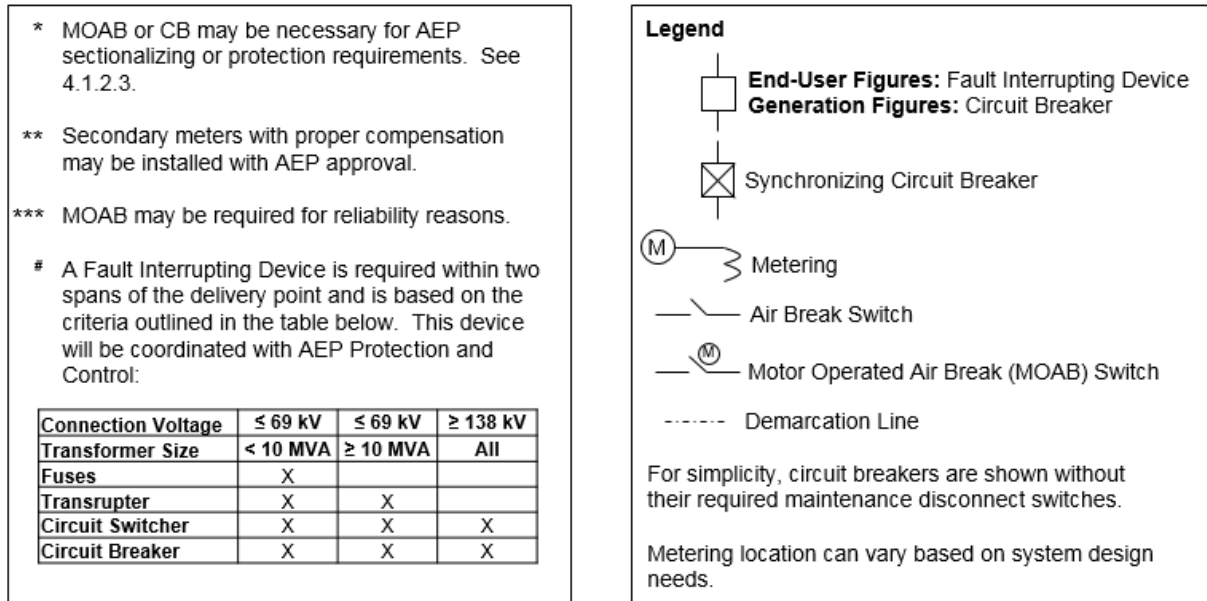 * MOAB or CB may be necessary for AEP
sectionalizing or protection requirements. See
4.1.2.3.
** Secondary meters with proper compensation
may be installed with AEP approval.
*** MOAB may be required for reliability reasons.
# A Fault Interrupting Device is required within two
spans of the delivery point and is based on the
criteria outlined in the table below. This device
will be coordinated with AEP Protection and
Control:
Connection Voltage ≤ 69 kV ≤ 69 kV ≥ 138 kV
Transformer Size < 10 MVA ≥ 10 MVA All
Fuses X
Transrupter X X
Circuit Switcher X X X
Circuit Breaker X X X
Legend
End-User Figures: Fault Interrupting Device
Generation Figures: Circuit Breaker
Synchronizing Circuit Breaker
M Metering
Air Break Switch
M Motor Operated Air Break (MOAB) Switch
Demarcation Line
For simplicity, circuit breakers are shown without
their required maintenance disconnect switches.
Metering location can vary based on system design
needs.